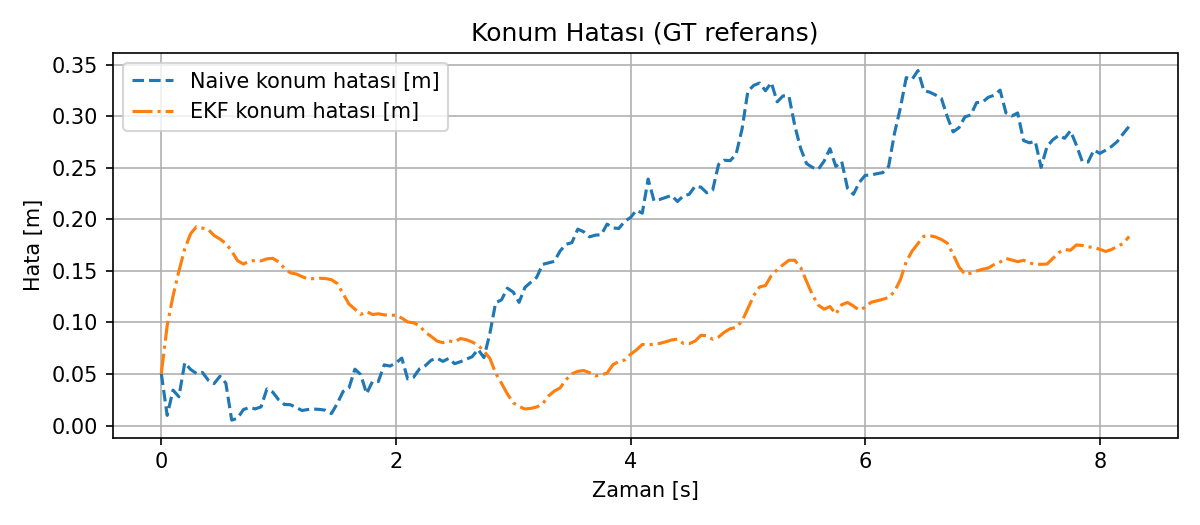 Konum Hatası (GT referans)
Naive konum hatası [m]
EKF konum hatası [m]
Hata [m]
0.35
0.30
0.25
0.20
0.15
0.10
0.05
0.00
0 2 4 6 8
Zaman [s]